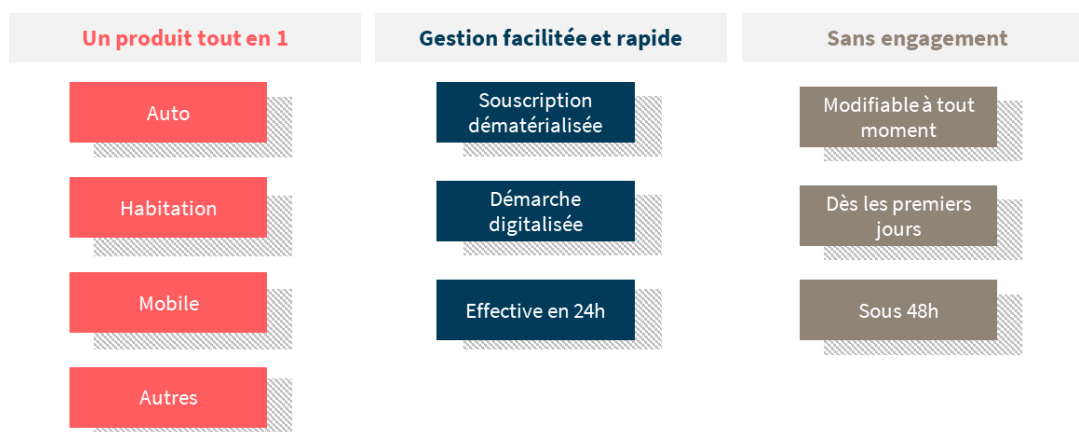 Un produit tout en 1
Auto
Habitation
Mobile
Autres
Gestion facilitée et rapide
Souscription
dématérialisée
Démarche
digitalisée
Effective en 24h
Sans engagement
Modifiable à tout
moment
Dès les premiers
jours
Sous 48h